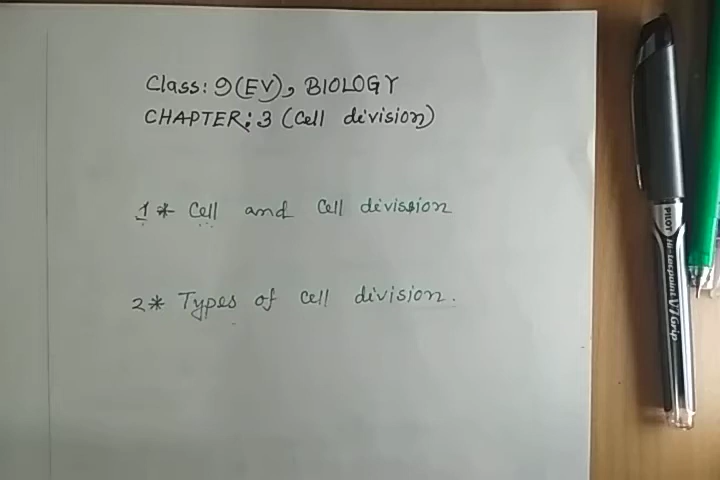 Class: 9(EV), BIOLOGY
CHAPTER: 3 (Cell division)
1* Cell and Cell division
2* Types of cell division.
PILOT Hi-tecpoint V7 Grip